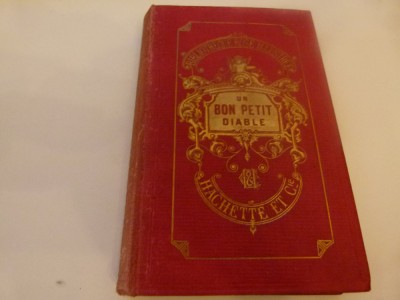 UN
BON PETIT
DIABLE
HACHETTE ET Cie